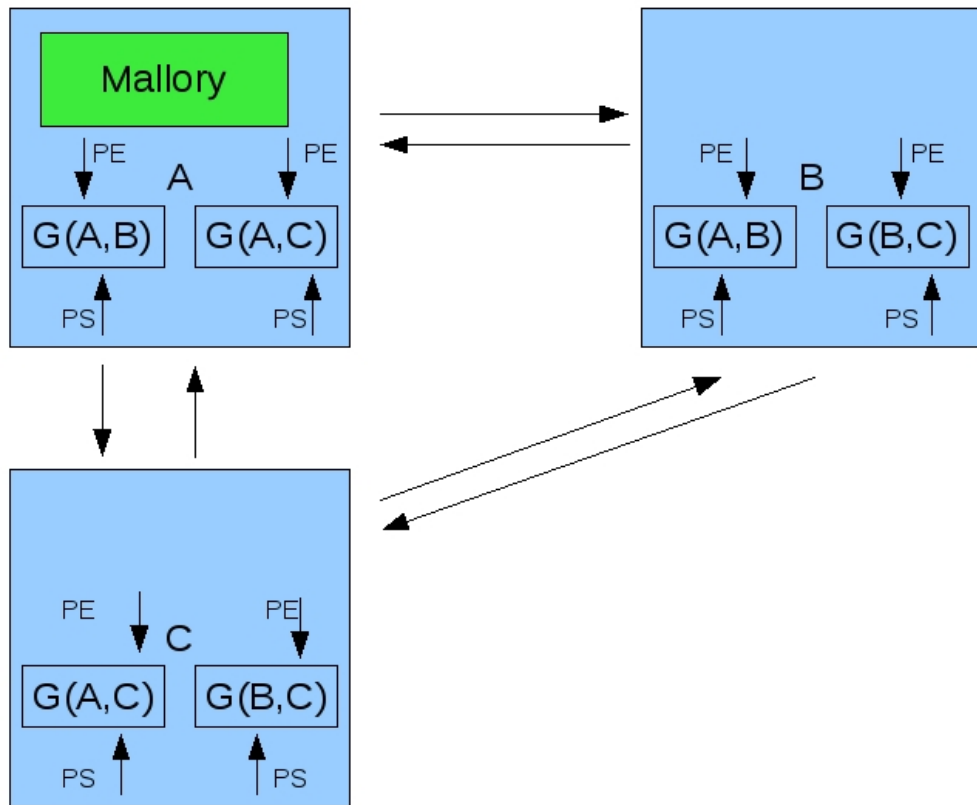 Mallory
PE PE
A
G(A,B) G(A,C)
PS PS
PE PE
B
G(A,B) G(B,C)
PS PS
PE PE
C
G(A,C) G(B,C)
PS PS